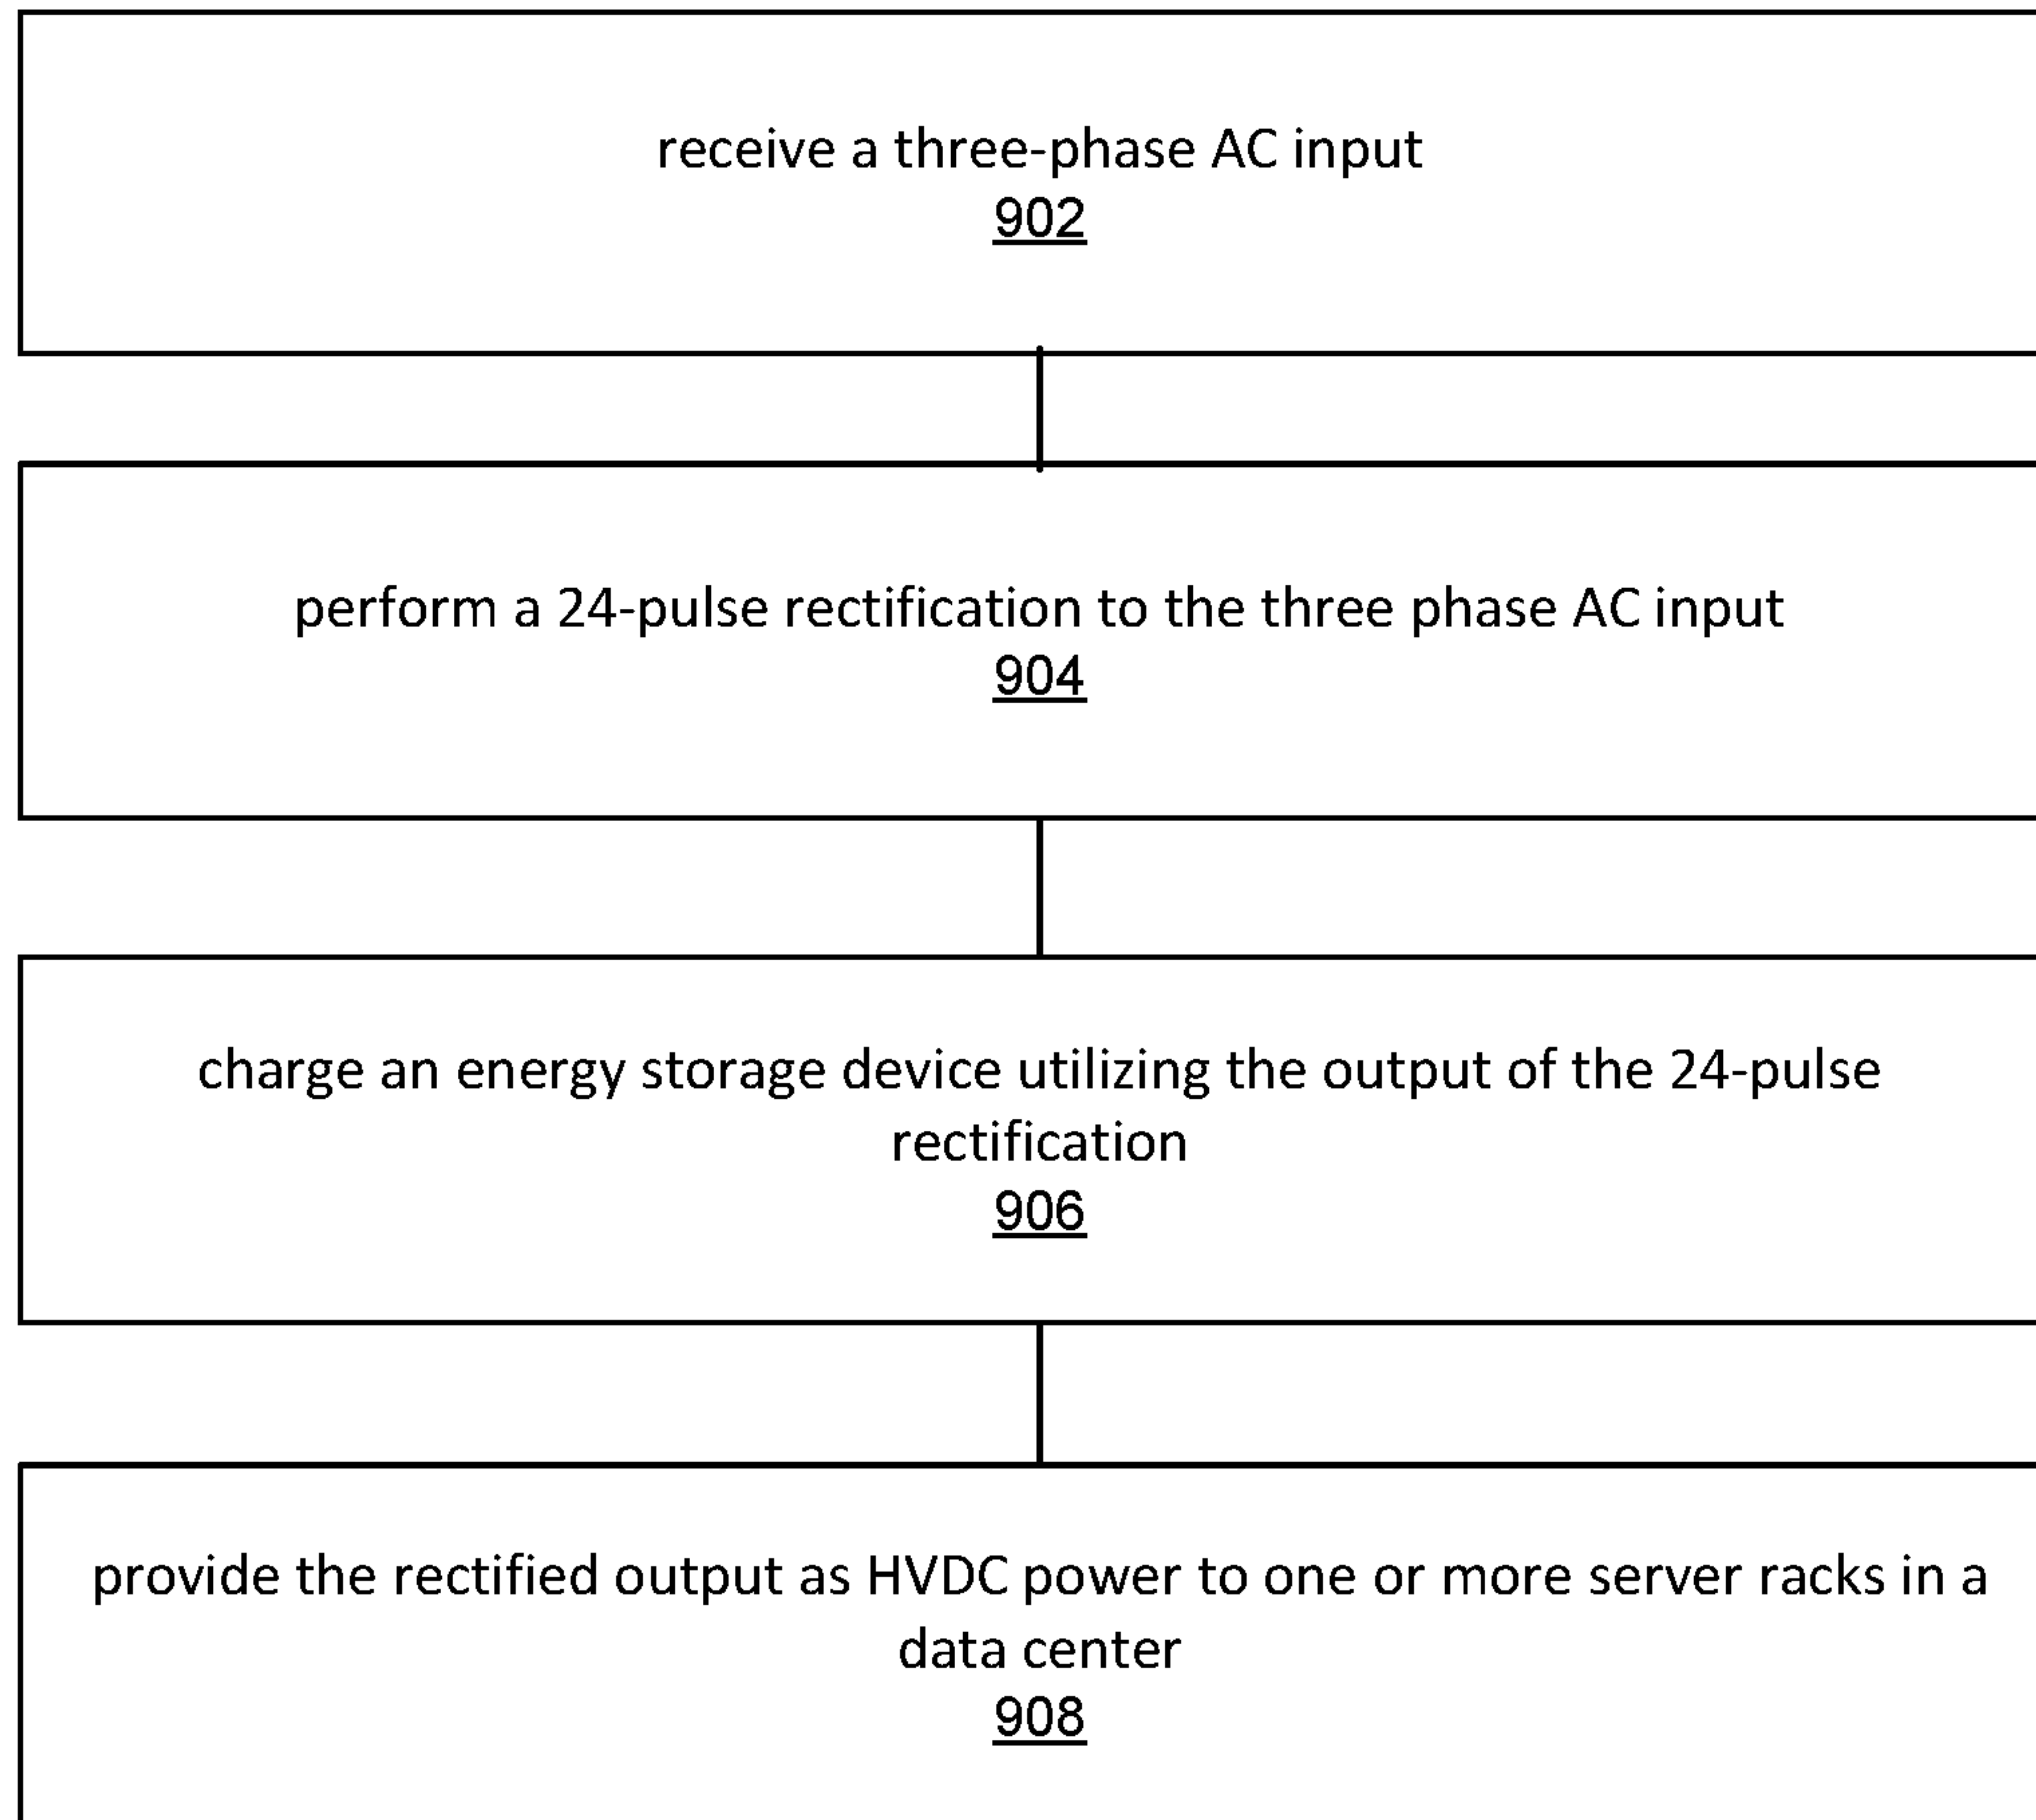 receive a three-phase AC input
902
perform a 24-pulse rectification to the three phase AC input
904
charge an energy storage device utilizing the output of the 24-pulse
rectification
906
provide the rectified output as HVDC power to one or more server racks in a
data center
908